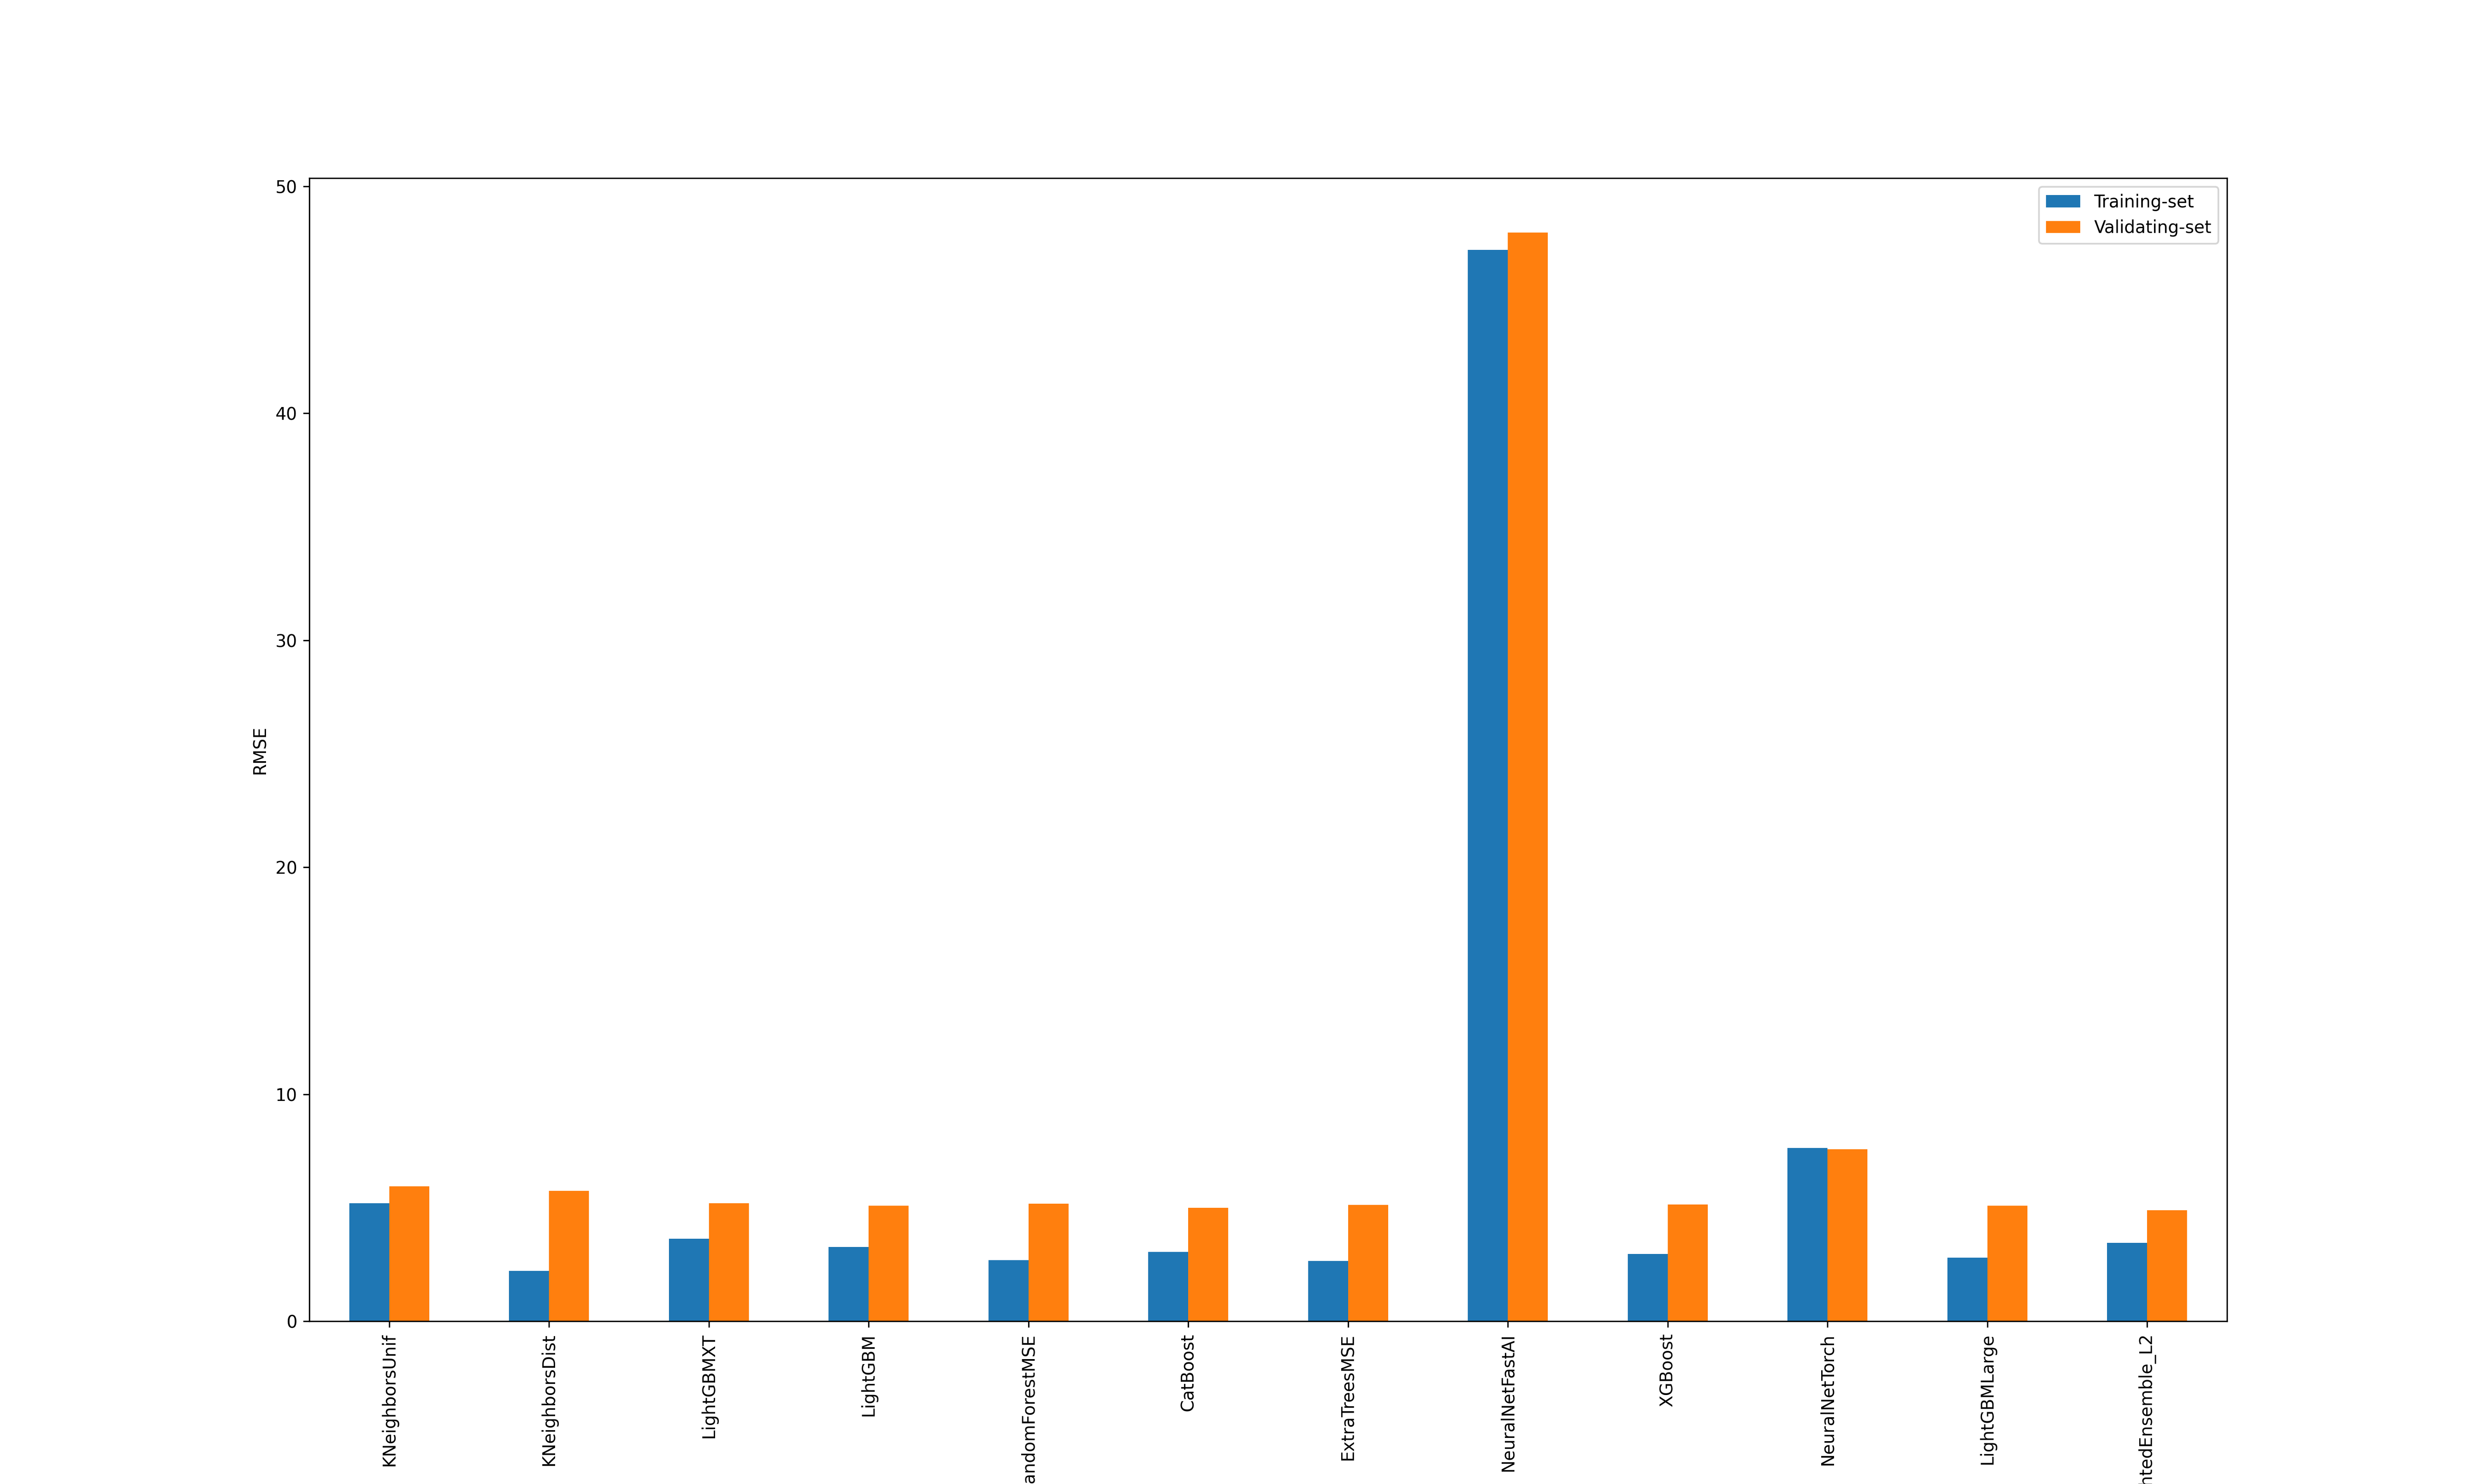 Training-set
Validating-set
50
40
30
20
10
0
RMSE
KNeighborsUnif
KNeighborsDist
LightGBMXT
LightGBM
andomForestMSE
CatBoost
ExtraTreesMSE
NeuralNetFastAI
XGBoost
NeuralNetTorch
LightGBMLarge
ntedEnsemble_L2